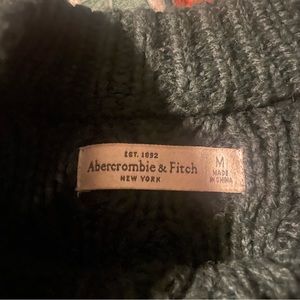 EST. 1892
Abercrombie & Fitch
NEW YORK
M
MADE
IN CHINA